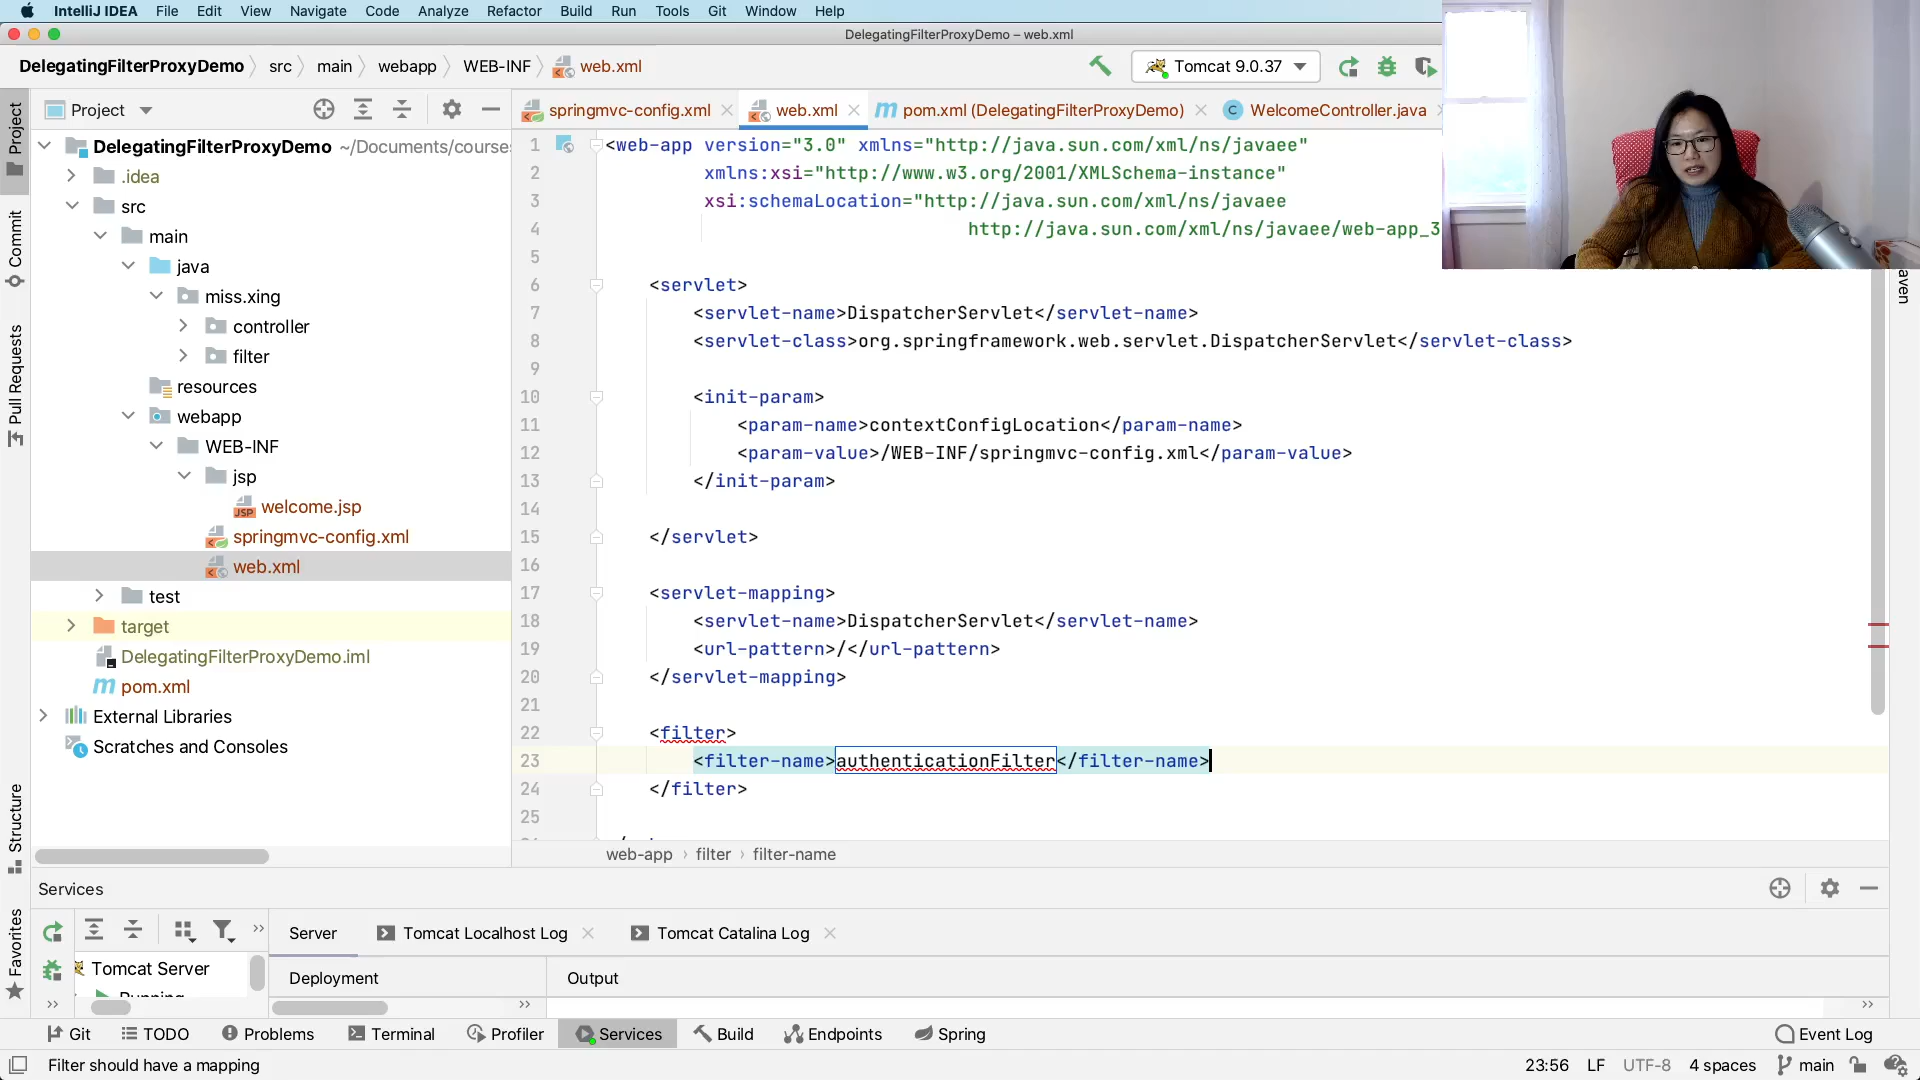 IntelliJ IDEA File Edit View Navigate Code Analyze Refactor Build Run Tools Git Window Help
DelegatingFilterProxyDemo – web.xml
DelegatingFilterProxyDemo src main webapp WEB-INF web.xml
Tomcat 9.0.37
Project
springmvc-config.xml web.xml pom.xml (DelegatingFilterProxyDemo) WelcomeController.java
Project
Commit
Pull Requests
Structure
Favorites
DelegatingFilterProxyDemo ~/Documents/course
.idea
src
main
java
miss.xing
controller
filter
resources
webapp
WEB-INF
jsp
welcome.jsp
springmvc-config.xml
web.xml
test
target
DelegatingFilterProxyDemo.iml
pom.xml
External Libraries
Scratches and Consoles
1 <web-app version="3.0" xmlns="http://java.sun.com/xml/ns/javaee"
2 xmlns:xsi="http://www.w3.org/2001/XMLSchema-instance"
3 xsi:schemaLocation="http://java.sun.com/xml/ns/javaee
4 http://java.sun.com/xml/ns/javaee/web-app_3
5
6 <servlet>
7 <servlet-name>DispatcherServlet</servlet-name>
8 <servlet-class>org.springframework.web.servlet.DispatcherServlet</servlet-class>
9
10 <init-param>
11 <param-name>contextConfigLocation</param-name>
12 <param-value>/WEB-INF/springmvc-config.xml</param-value>
13 </init-param>
14
15 </servlet>
16
17 <servlet-mapping>
18 <servlet-name>DispatcherServlet</servlet-name>
19 <url-pattern>/</url-pattern>
20 </servlet-mapping>
21
22 <filter>
23 <filter-name>authenticationFilter</filter-name>
24 </filter>
25
web-app filter filter-name
Services
Server Tomcat Localhost Log Tomcat Catalina Log
Tomcat Server
Running
Deployment Output
Git TODO Problems Terminal Profiler Services Build Endpoints Spring Event Log
Filter should have a mapping 23:56 LF UTF-8 4 spaces main